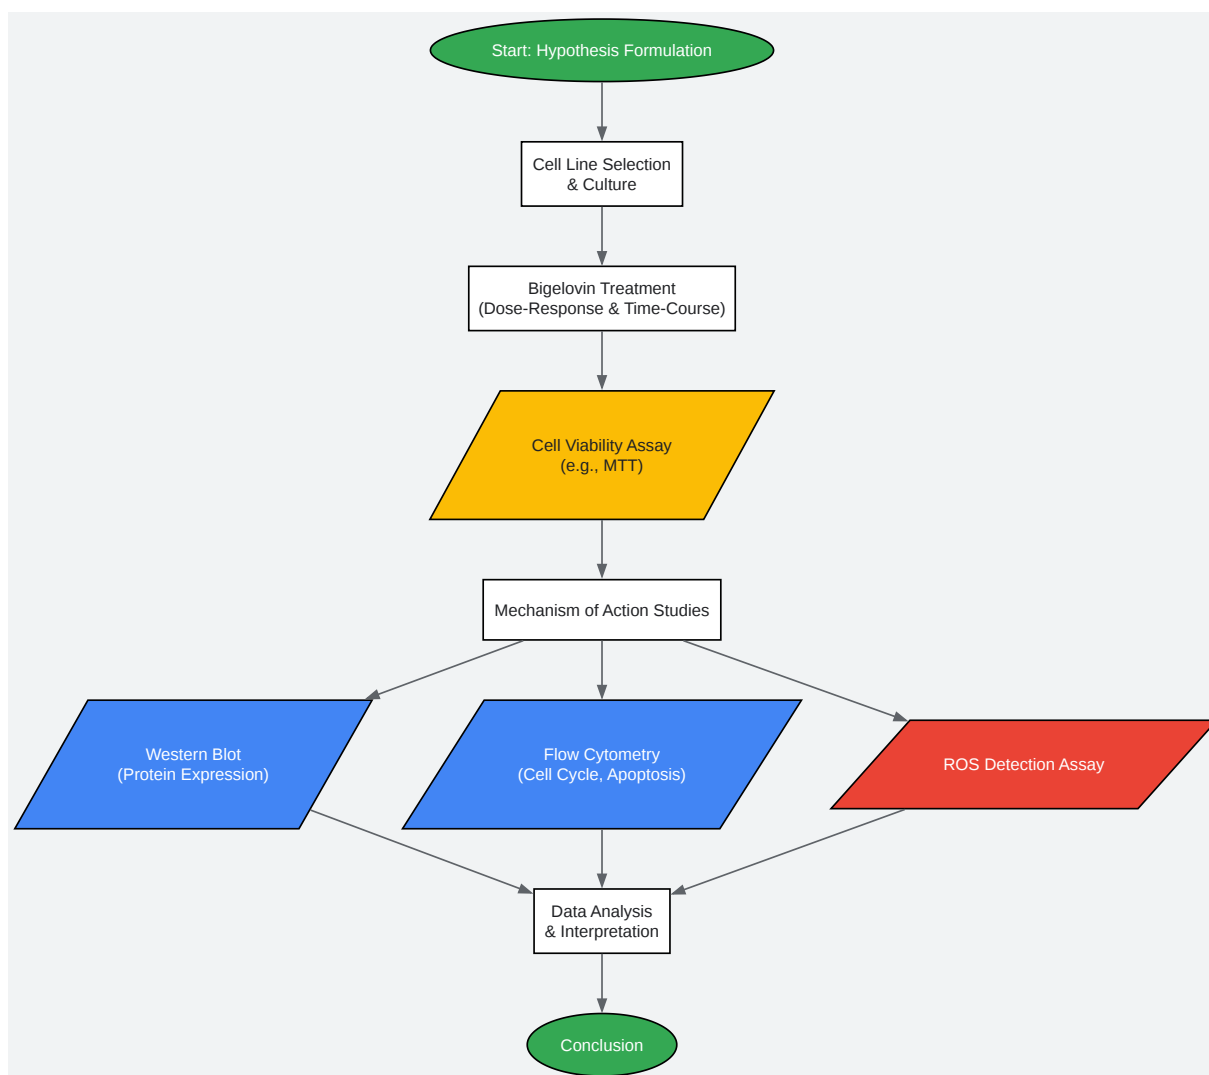 Start: Hypothesis Formulation
Cell Line Selection
& Culture
Bigelovin Treatment
(Dose-Response & Time-Course)
Cell Viability Assay
(e.g., MTT)
Mechanism of Action Studies
Western Blot
(Protein Expression)
Flow Cytometry
(Cell Cycle, Apoptosis)
ROS Detection Assay
Data Analysis
& Interpretation
Conclusion